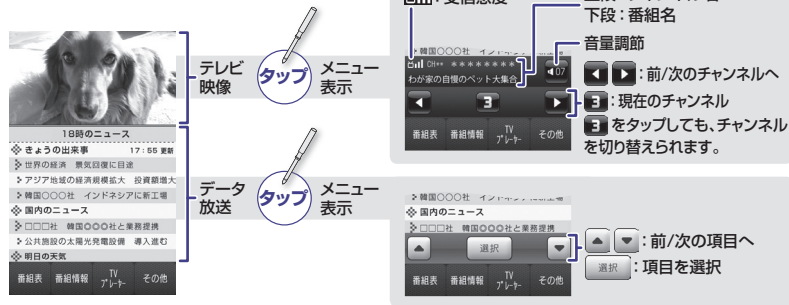 テレビ
映像
タップ
メニュー
表示
データ
放送
タップ
メニュー
表示
18時のニュース
きょうの出来事 17:55 更新
世界の経済 景気回復に目途
アジア地域の経済規模拡大 投資額増大
韓国○○○社 インドネシアに新工場
国内のニュース
□□□社 韓国○○○社と業務提携
公共施設の太陽光発電設備 導入進む
明日の天気
番組表 番組情報 TVプレーヤー その他
下段：番組名
音量調節
韓国○○○社
CH** ********
07
わが家の自慢のペット大集合
3
番組表 番組情報 TVプレーヤー その他
：前/次のチャンネルへ
3：現在のチャンネル
3をタップしても、チャンネル
を切り替えられます。
韓国○○○社
国内のニュース
□□□社 韓国○○○社と業務提携
選択
番組表 番組情報 TVプレーヤー その他
：前/次の項目へ
選択：項目を選択